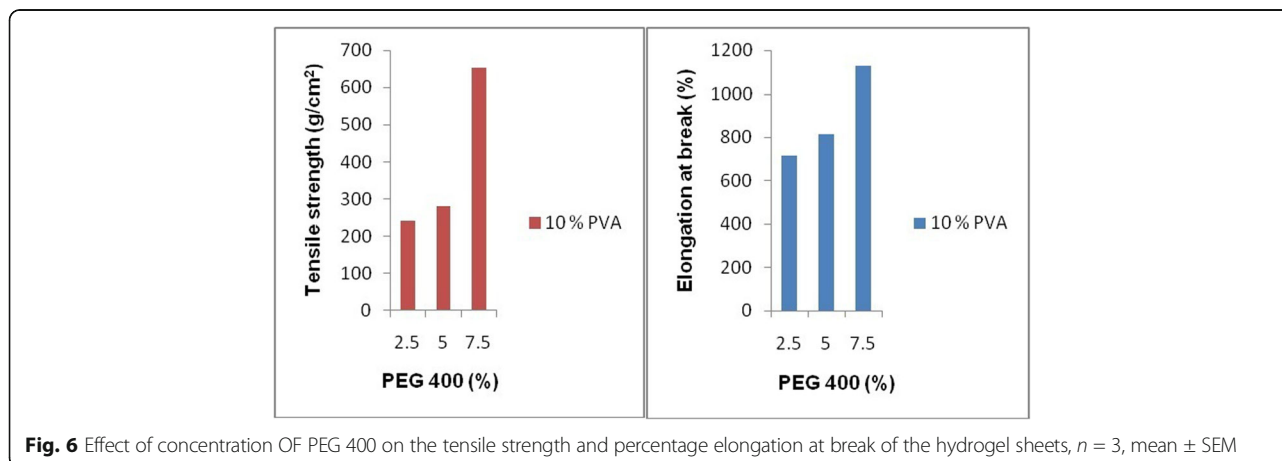 700
600
500
400
300
200
100
0
Tensile strength (g/cm²)
2.5 5 7.5
PEG 400 (%)
10 % PVA
1200
1000
800
600
400
200
0
Elongation at break (%)
2.5 5 7.5
PEG 400 (%)
10 % PVA
Fig. 6 Effect of concentration OF PEG 400 on the tensile strength and percentage elongation at break of the hydrogel sheets, n = 3, mean ± SEM